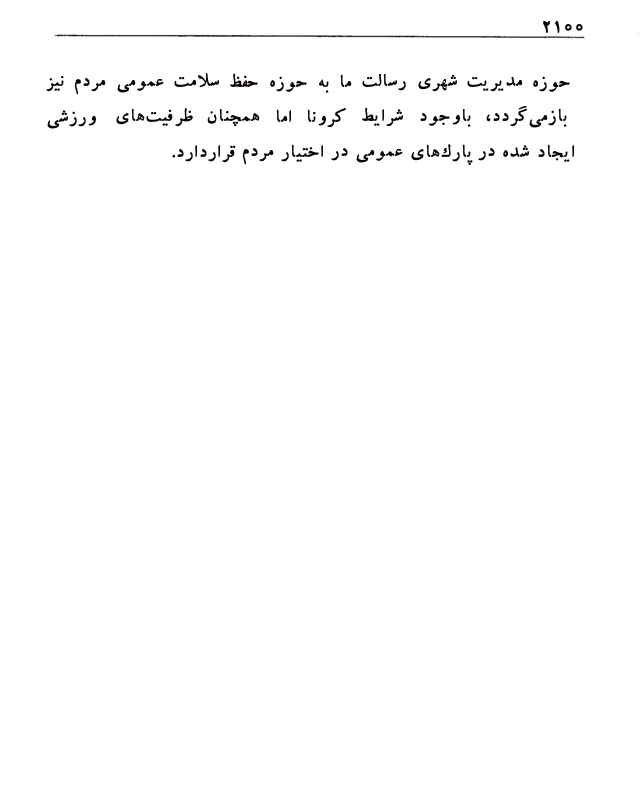 ۲۱۰۰
حوزه مدیریت شهری رسالت ما به حوزه حفظ سلامت عمومی مردم نیز
بازمی‌گردد، باوجود شرایط کرونا اما همچنان ظرفیت‌های ورزشی
ایجاد شده در پارك‌های عمومی در اختیار مردم قراردارد.